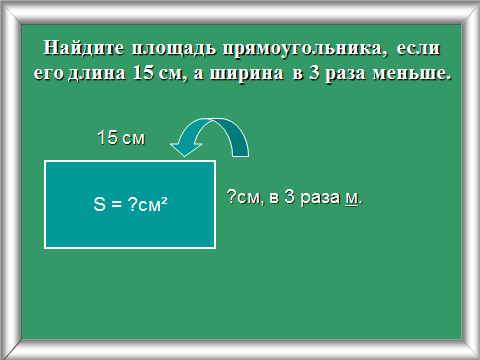 Найдите площадь прямоугольника, если
его длина 15 см, а ширина в 3 раза меньше.
15 см
?см, в 3 раза м.
S = ?см²